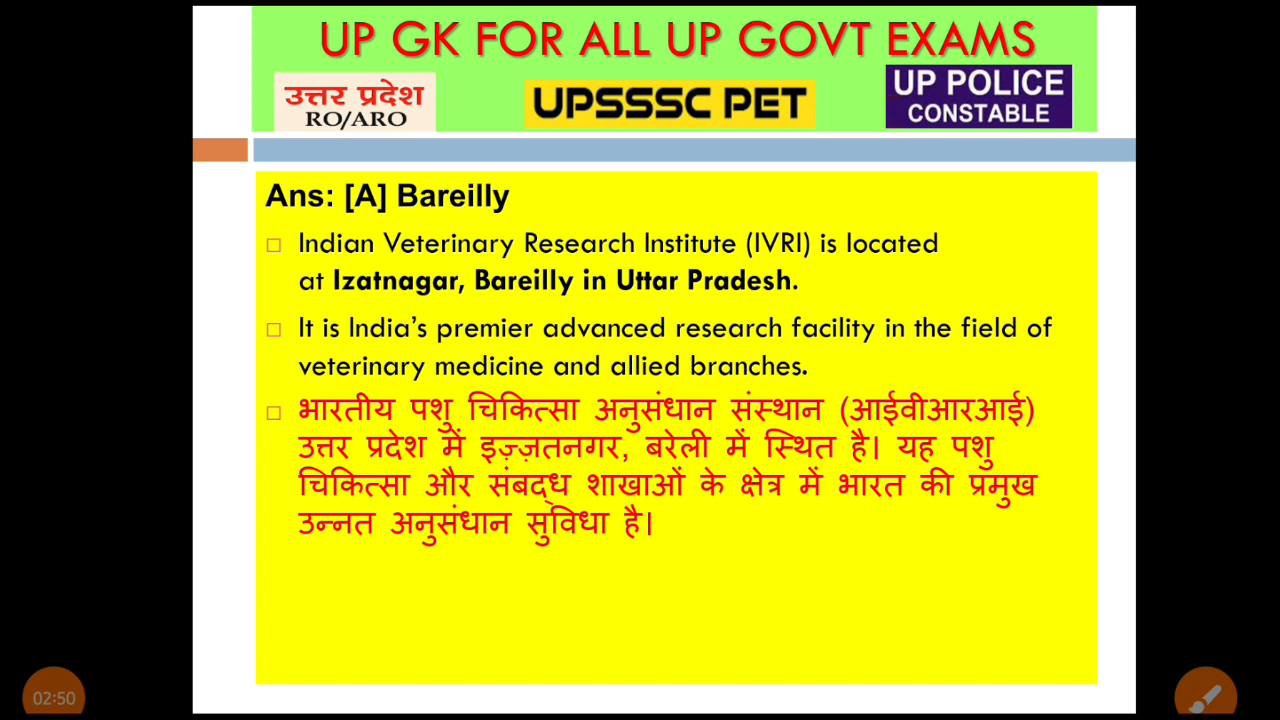 UP GK FOR ALL UP GOVT EXAMS
उत्तर प्रदेश
RO/ARO
UPSSSC PET
UP POLICE
CONSTABLE
Ans: [A] Bareilly
Indian Veterinary Research Institute (IVRI) is located
at Izatnagar, Bareilly in Uttar Pradesh.
It is India's premier advanced research facility in the field of
veterinary medicine and allied branches.
भारतीय पशु चिकित्सा अनुसंधान संस्थान (आईवीआरआई)
उत्तर प्रदेश में इज़्ज़तनगर, बरेली में स्थित है। यह पशु
चिकित्सा और संबद्ध शाखाओं के क्षेत्र में भारत की प्रमुख
उन्नत अनुसंधान सुविधा है।
02:50